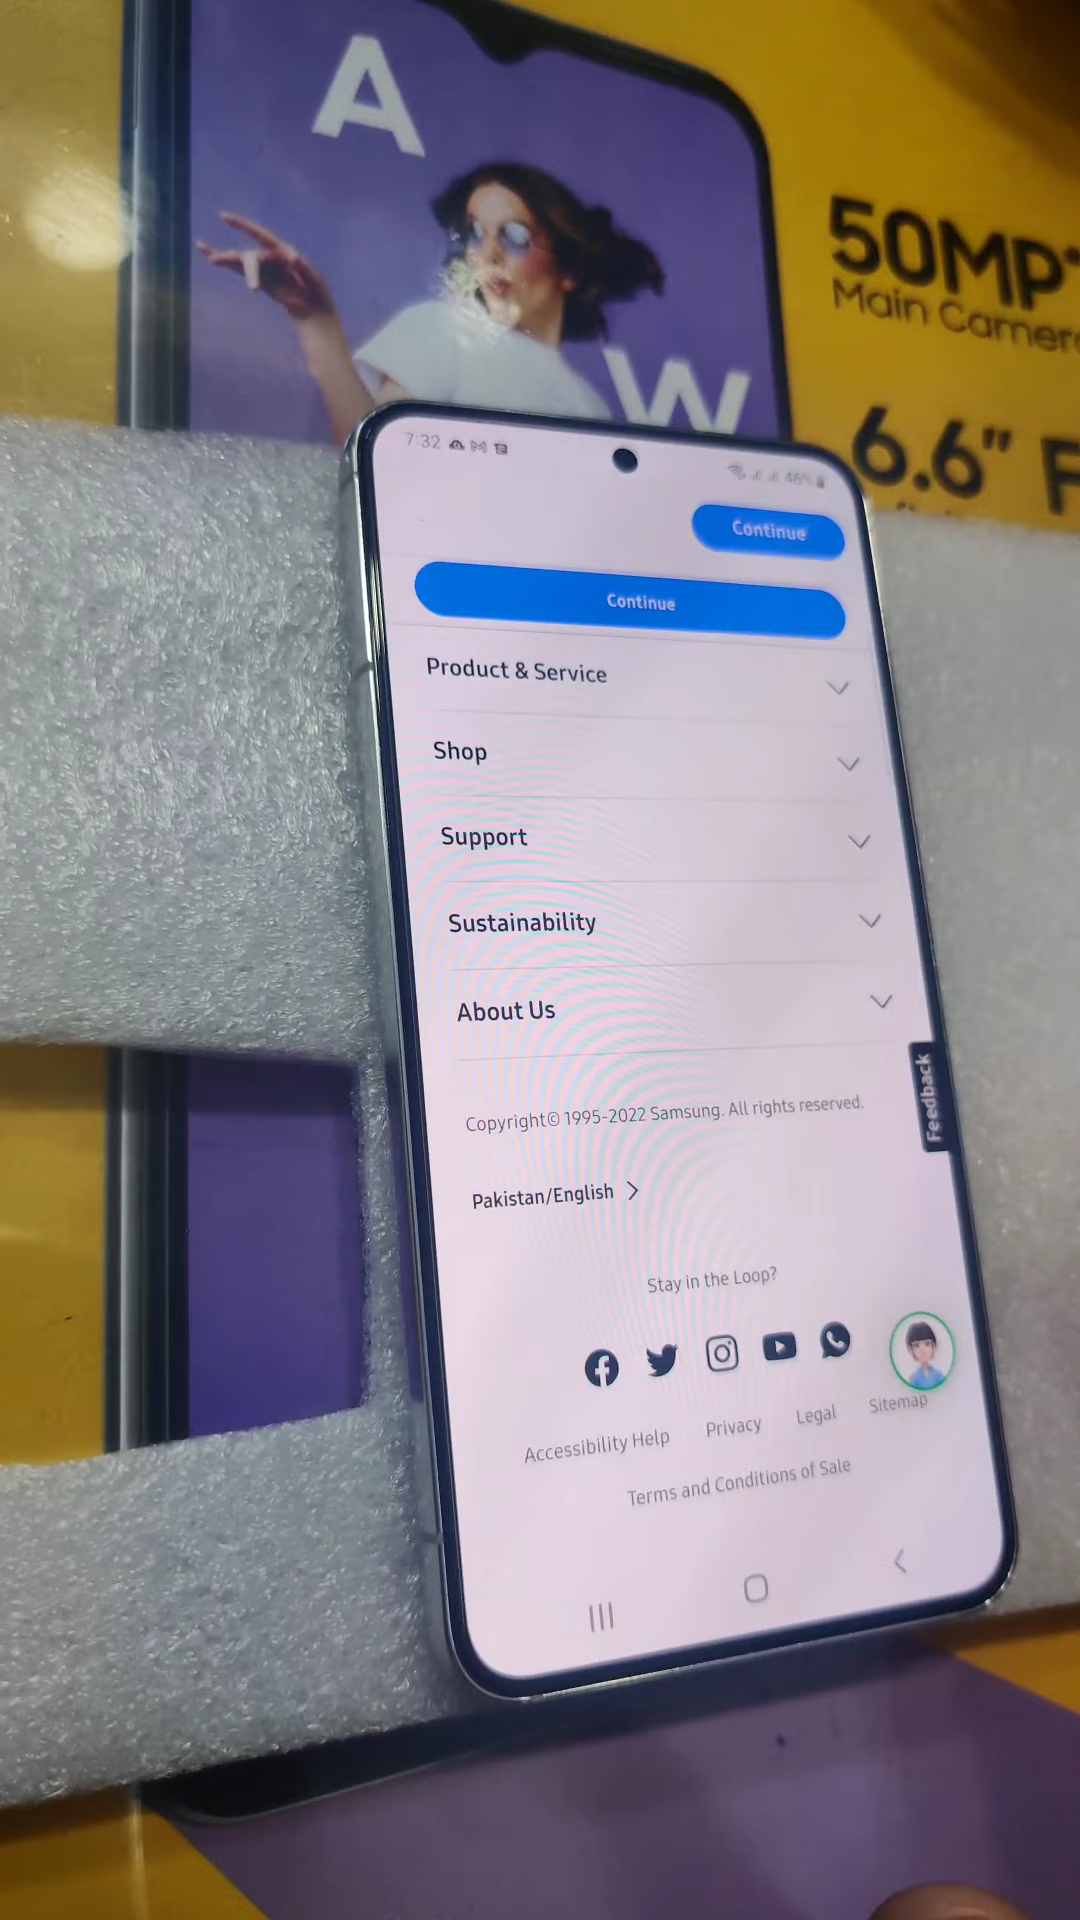 A
W
50MP
Main Camera
6.6" F
7:32
46%
Continue
Continue
Product & Service
Shop
Support
Sustainability
About Us
Feedback
Copyright© 1995-2022 Samsung. All rights reserved.
Pakistan/English
Stay in the Loop?
Accessibility Help Privacy Legal Sitemap
Terms and Conditions of Sale